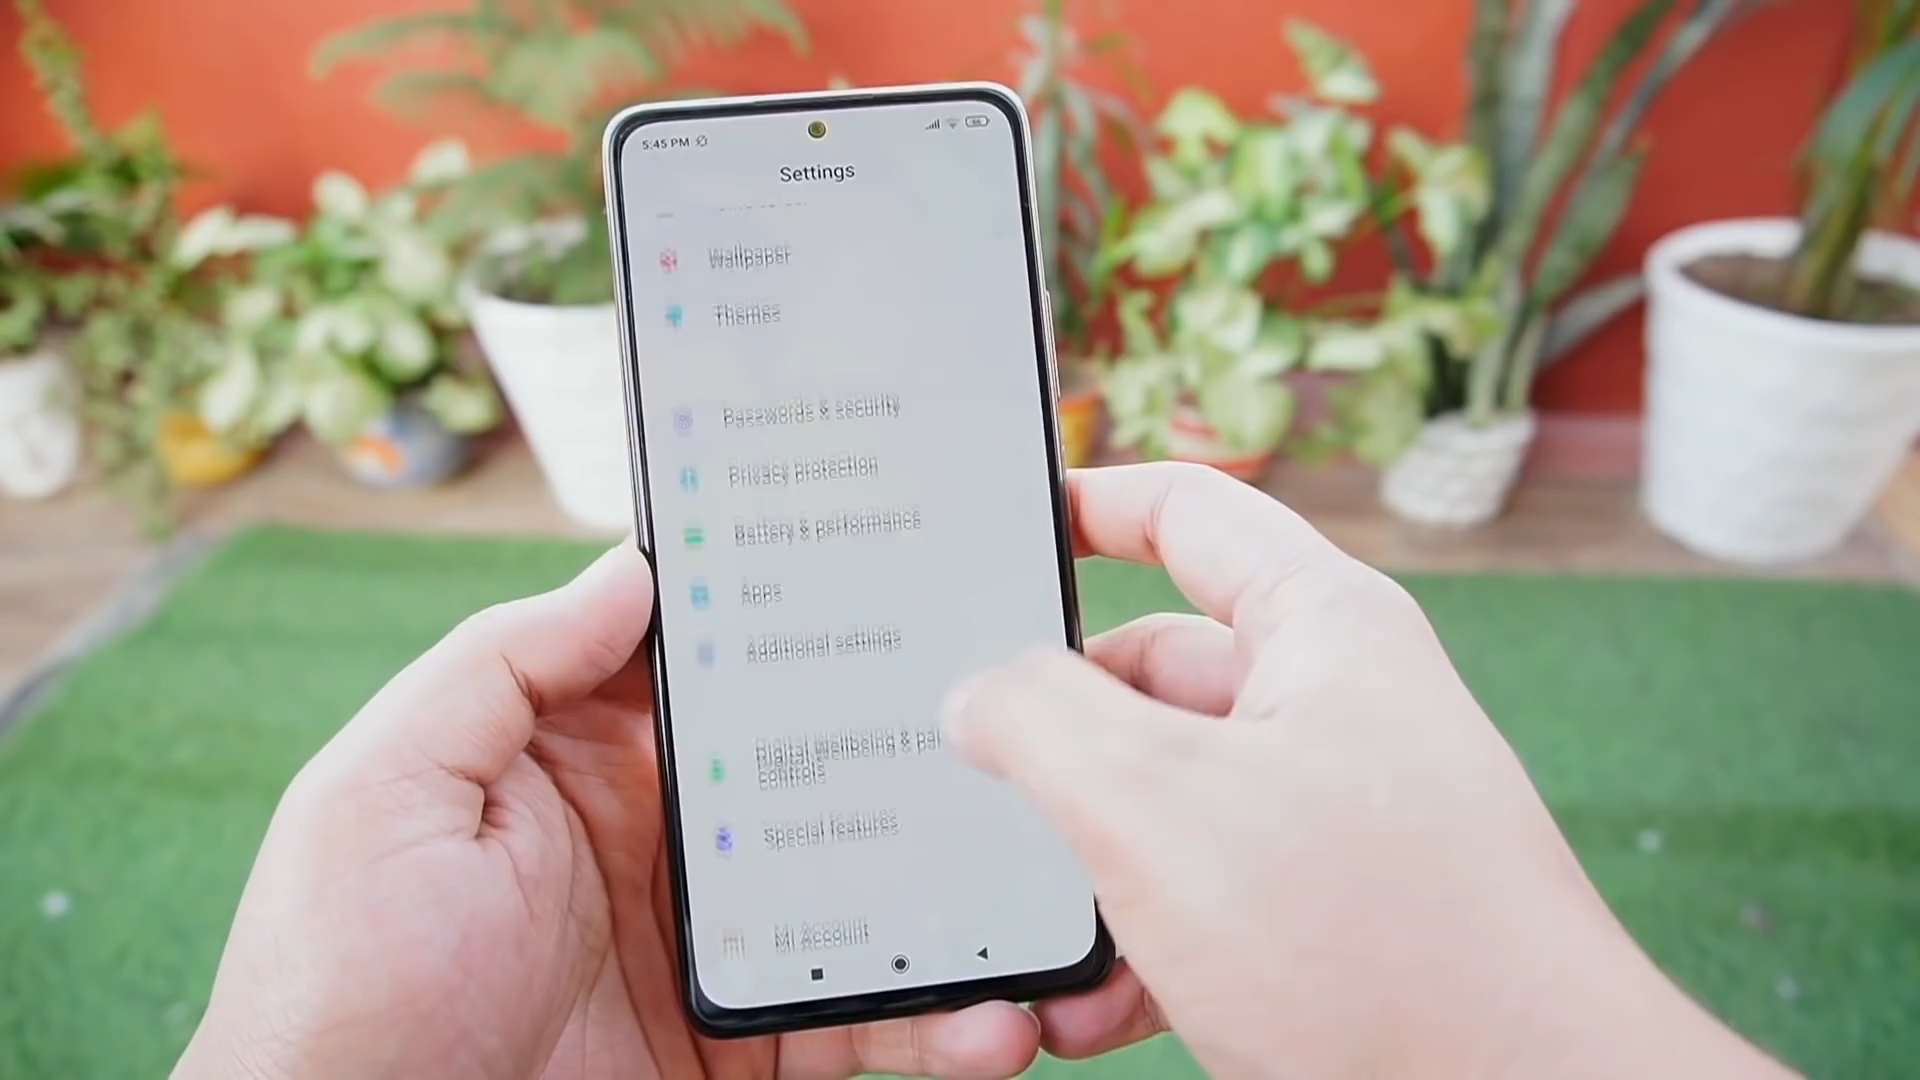 5:45 PM
Settings
Wallpaper
Themes
Passwords & security
Privacy protection
Battery & performance
Apps
Additional settings
Digital Wellbeing &
controls
Special features
Mi Account